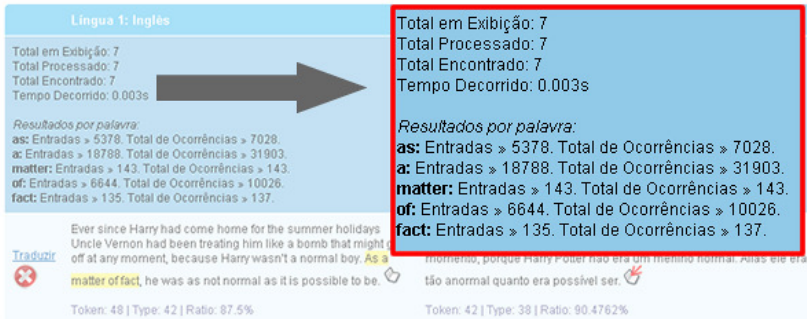 Língua 1: Inglês
Total em Exibição: 7
Total Processado: 7
Total Encontrado: 7
Tempo Decorrido: 0.003s
Resultados por palavra:
as: Entradas » 5378. Total de Ocorrências » 7028.
a: Entradas » 18788. Total de Ocorrências » 31903.
matter: Entradas » 143. Total de Ocorrências » 143.
of: Entradas » 6644. Total de Ocorrências » 10026.
fact: Entradas » 135. Total de Ocorrências » 137.
Total em Exibição: 7
Total Processado: 7
Total Encontrado: 7
Tempo Decorrido: 0.003s
Resultados por palavra:
as: Entradas » 5378. Total de Ocorrências » 7028.
a: Entradas » 18788. Total de Ocorrências » 31903.
matter: Entradas » 143. Total de Ocorrências » 143.
of: Entradas » 6644. Total de Ocorrências » 10026.
fact: Entradas » 135. Total de Ocorrências » 137.
Traduzir
Ever since Harry had come home for the summer holidays
Uncle Vernon had been treating him like a bomb that might g
off at any moment, because Harry wasn't a normal boy. As a
matter of fact, he was as not normal as it is possible to be.
Token: 48 | Type: 42 | Ratio: 87.5%
momento, porque Harry Potter não era um menino normal. Aliás ele era
tão anormal quanto era possível ser.
Token: 42 | Type: 38 | Ratio: 90.4762%